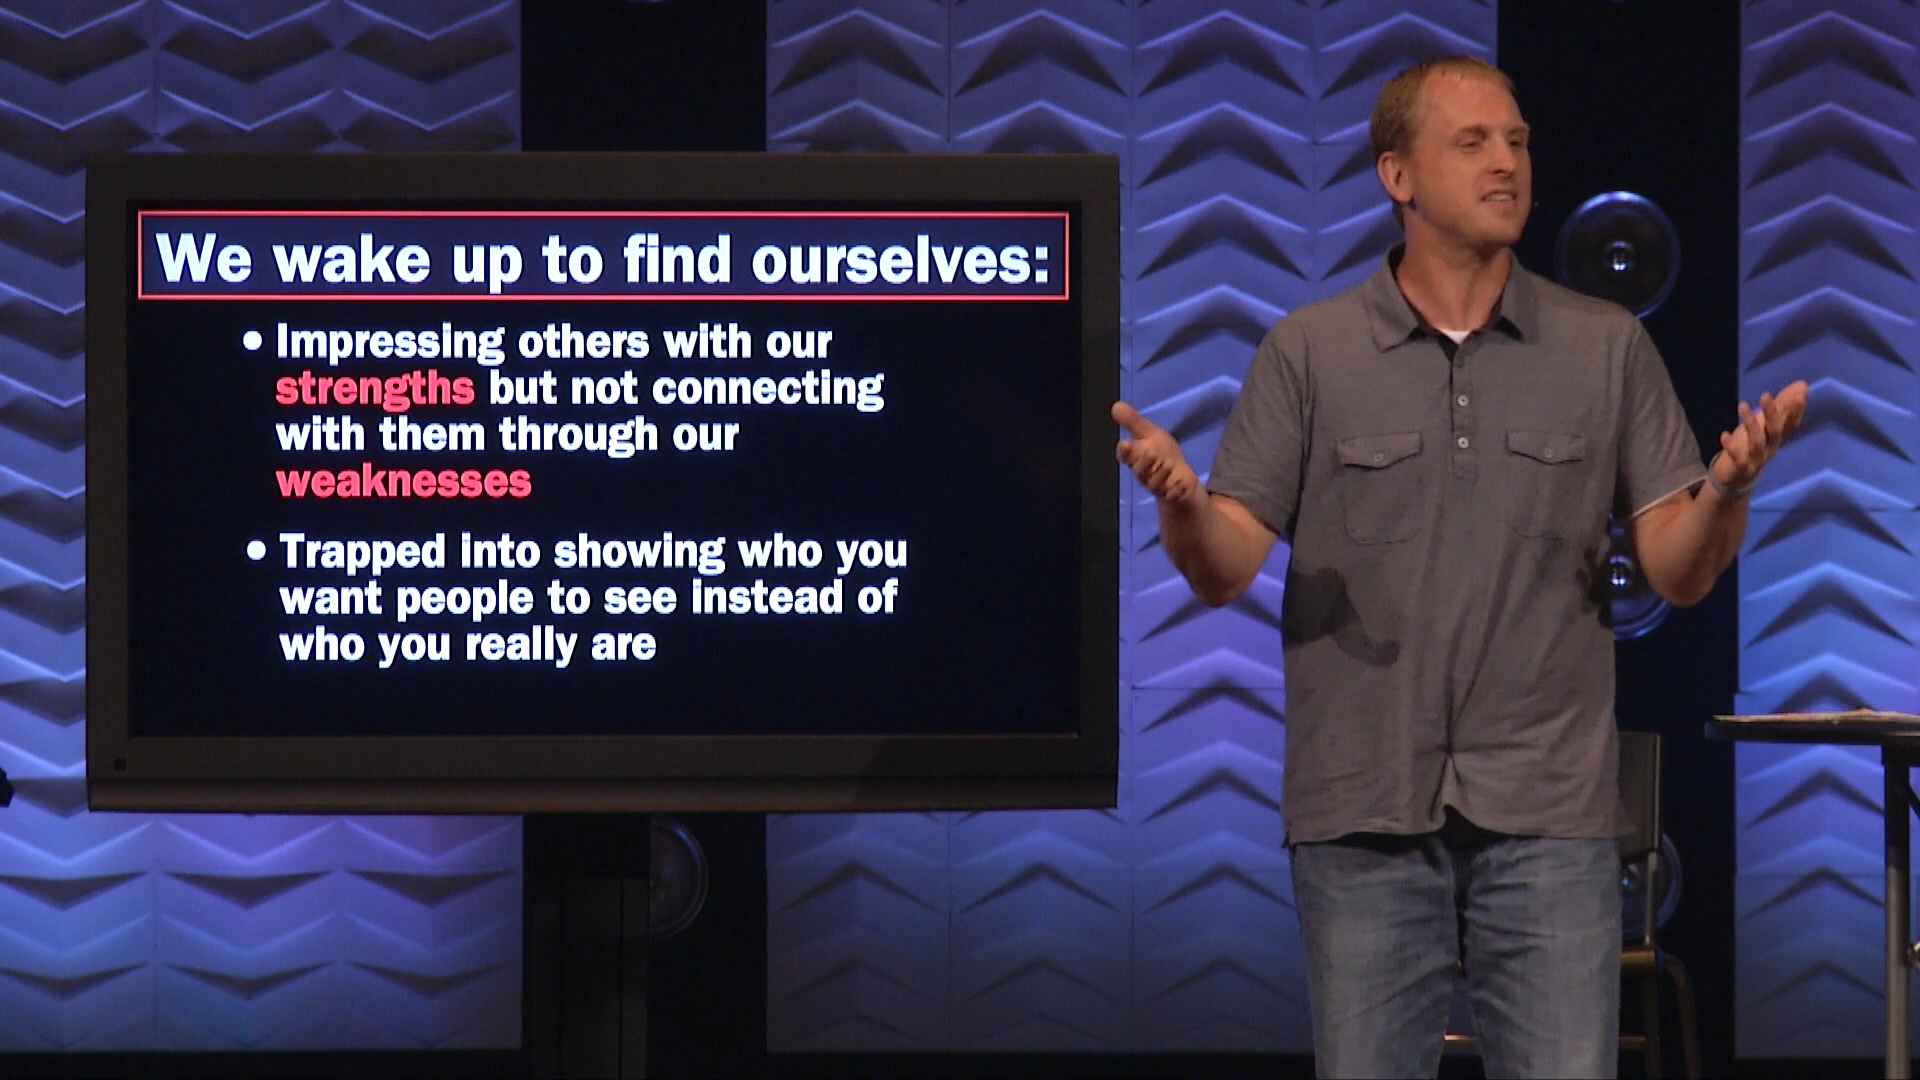 We wake up to find ourselves:
• Impressing others with our
strengths but not connecting
with them through our
weaknesses
• Trapped into showing who you
want people to see instead of
who you really are